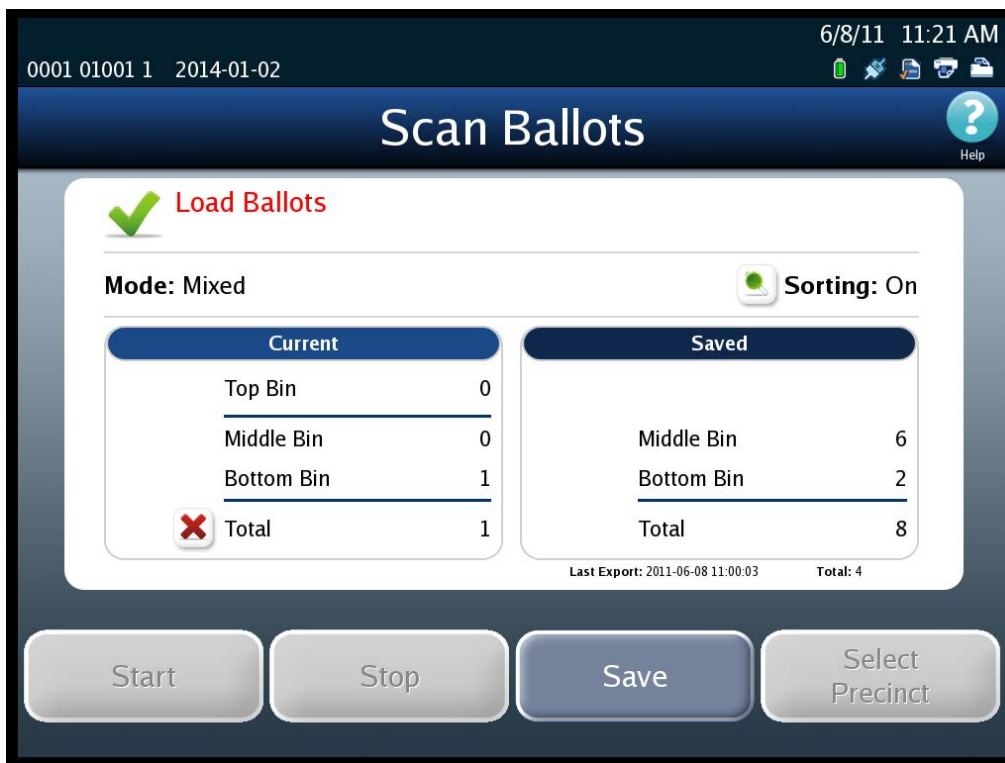 6/8/11 11:21 AM
0001 01001 1 2014-01-02
Scan Ballots
?
Help
Load Ballots
Mode: Mixed
Sorting: On
Current
Top Bin 0
Middle Bin 0
Bottom Bin 1
Total 1
Saved
Middle Bin 6
Bottom Bin 2
Total 8
Last Export: 2011-06-08 11:00:03 Total: 4
Start
Stop
Save
Select
Precinct